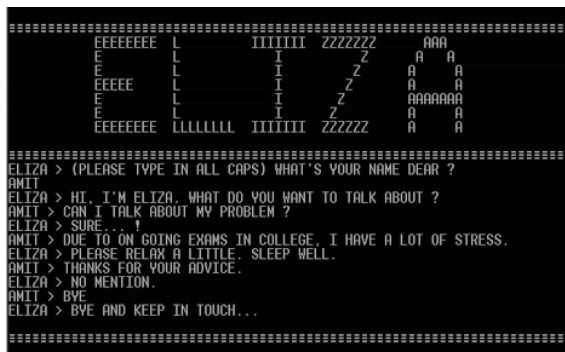 ELIZA
ELIZA > (PLEASE TYPE IN ALL CAPS) WHAT'S YOUR NAME DEAR ?
AMIT
ELIZA > HI, I'M ELIZA. WHAT DO YOU WANT TO TALK ABOUT ?
AMIT > CAN I TALK ABOUT MY PROBLEM ?
ELIZA > SURE... !
AMIT > DUE TO ON GOING EXAMS IN COLLEGE, I HAVE A LOT OF STRESS.
ELIZA > PLEASE RELAX A LITTLE. SLEEP WELL.
AMIT > THANKS FOR YOUR ADVICE.
ELIZA > NO MENTION.
AMIT > BYE
ELIZA > BYE AND KEEP IN TOUCH...